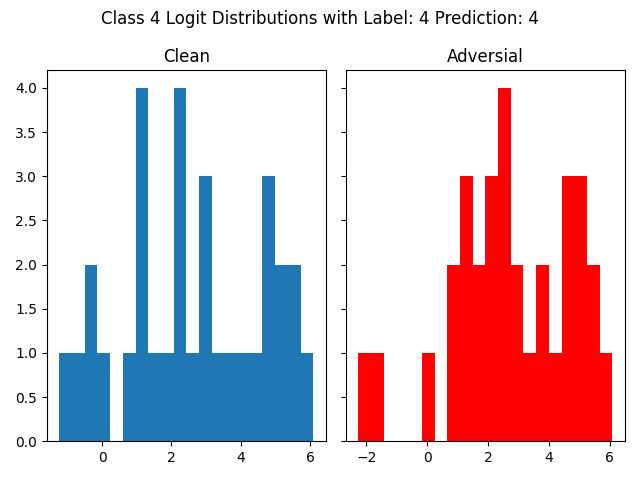 Class 4 Logit Distributions with Label: 4 Prediction: 4
Clean
Adversial
4.0
3.5
3.0
2.5
2.0
1.5
1.0
0.5
0.0
0 2 4 6
−2 0 2 4 6